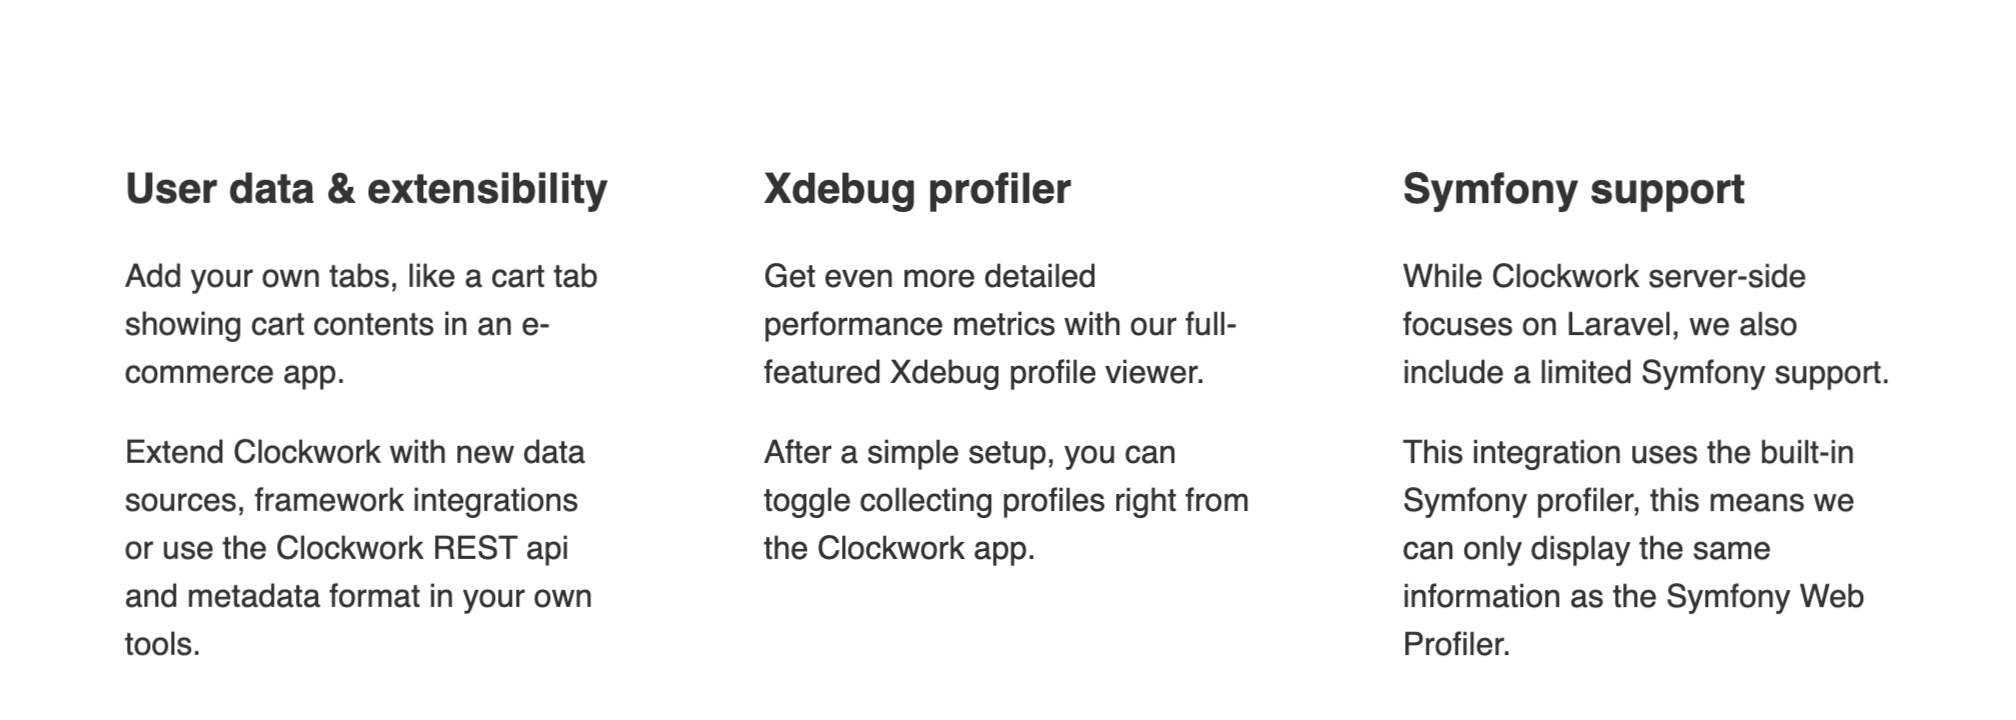 User data & extensibility
Add your own tabs, like a cart tab
showing cart contents in an e-
commerce app.
Extend Clockwork with new data
sources, framework integrations
or use the Clockwork REST api
and metadata format in your own
tools.
Xdebug profiler
Get even more detailed
performance metrics with our full-
featured Xdebug profile viewer.
After a simple setup, you can
toggle collecting profiles right from
the Clockwork app.
Symfony support
While Clockwork server-side
focuses on Laravel, we also
include a limited Symfony support.
This integration uses the built-in
Symfony profiler, this means we
can only display the same
information as the Symfony Web
Profiler.